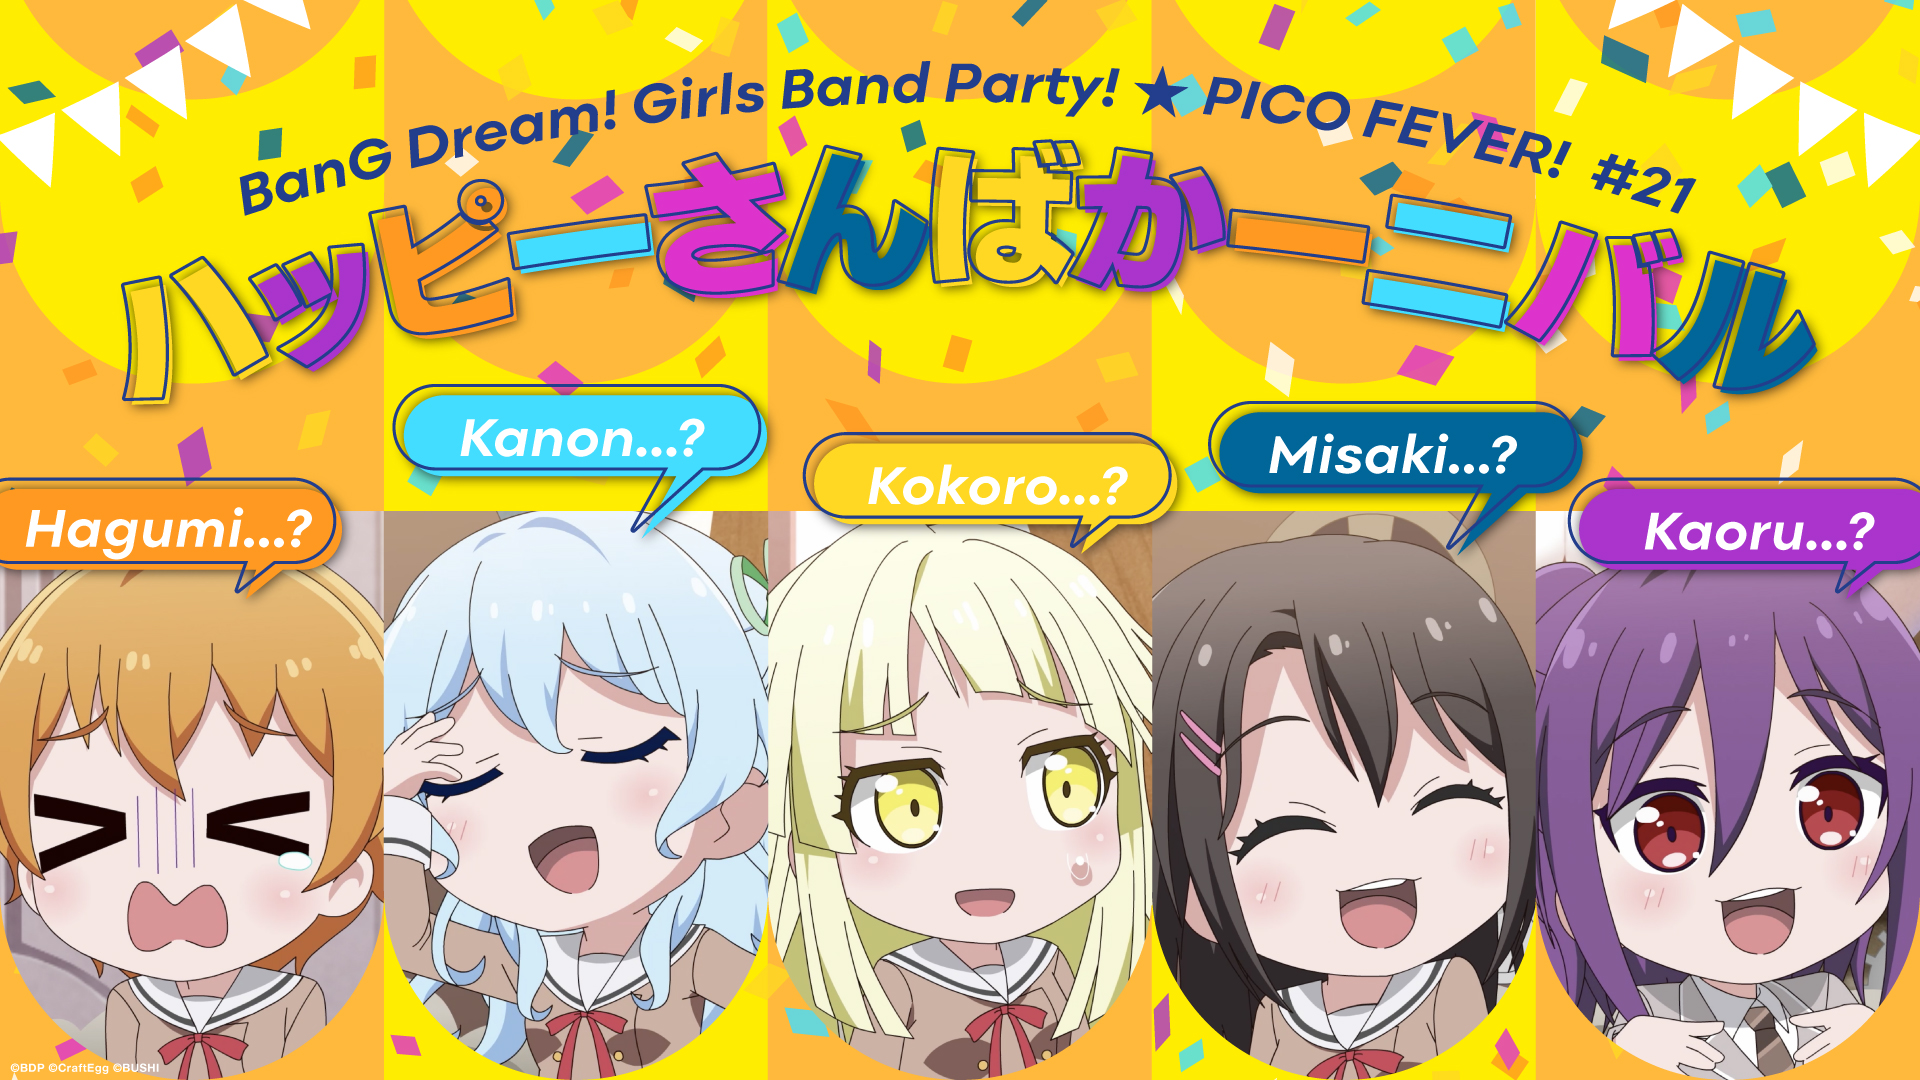 BanG Dream! Girls Band Party! ★ PICO FEVER! #21
ハッピーさんばかーニバル
Hagumi...?
Kanon...?
Kokoro...?
Misaki...?
Kaoru...?
©BDP ©CraftEgg ©BUSHI